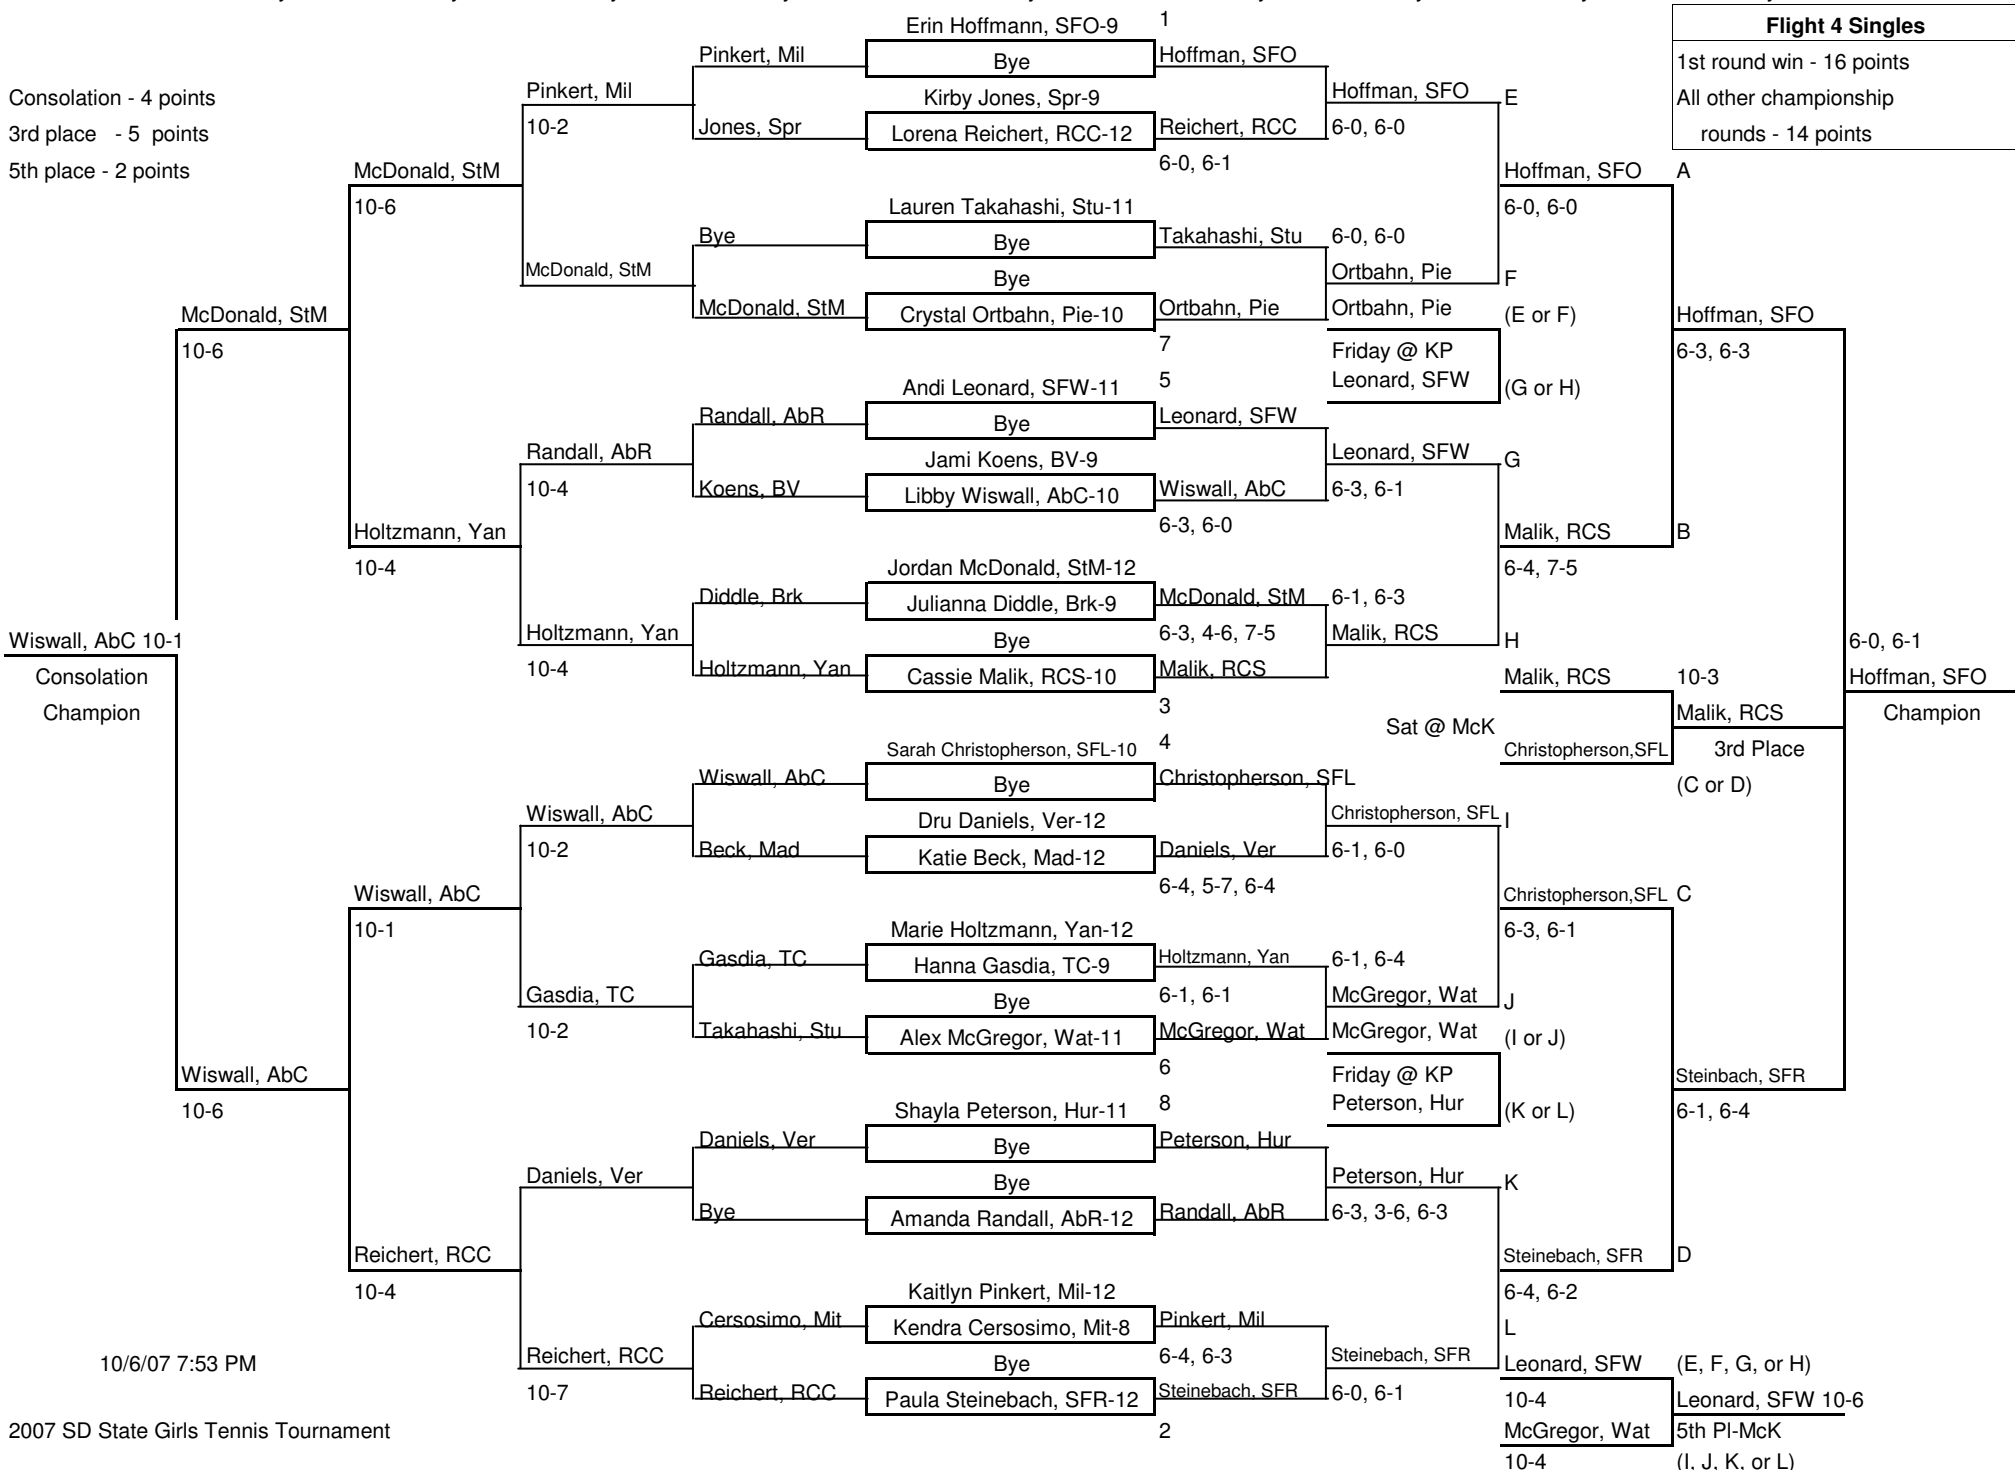 Erin Hoffmann, SFO-9
1
Flight 4 Singles
Pinkert, Mil
Bye
Hoffman, SFO
1st round win - 16 points
Consolation - 4 points
Pinkert, Mil
Kirby Jones, Spr-9
Hoffman, SFO
E
All other championship
3rd place - 5 points
10-2
Jones, Spr
Lorena Reichert, RCC-12
Reichert, RCC
6-0, 6-0
rounds - 14 points
5th place - 2 points
McDonald, StM
6-0, 6-1
Hoffman, SFO
A
10-6
Lauren Takahashi, Stu-11
6-0, 6-0
Bye
Bye
Takahashi, Stu
6-0, 6-0
McDonald, StM
Bye
Ortbahn, Pie
F
McDonald, StM
McDonald, StM
Crystal Ortbahn, Pie-10
Ortbahn, Pie
Ortbahn, Pie
(E or F)
Hoffman, SFO
10-6
7
Friday @ KP
6-3, 6-3
Andi Leonard, SFW-11
5
Leonard, SFW
(G or H)
Randall, AbR
Bye
Leonard, SFW
Randall, AbR
Jami Koens, BV-9
Leonard, SFW
G
10-4
Koens, BV
Libby Wiswall, AbC-10
Wiswall, AbC
6-3, 6-1
Holtzmann, Yan
6-3, 6-0
Malik, RCS
B
10-4
Jordan McDonald, StM-12
6-4, 7-5
Diddle, Brk
Julianna Diddle, Brk-9
McDonald, StM
6-1, 6-3
Wiswall, AbC 10-1
Holtzmann, Yan
Bye
6-3, 4-6, 7-5
Malik, RCS
H
6-0, 6-1
Consolation
10-4
Holtzmann, Yan
Cassie Malik, RCS-10
Malik, RCS
Malik, RCS
10-3
Hoffman, SFO
Champion
3
Sat @ McK
Malik, RCS
Champion
Sarah Christopherson, SFL-10
4
Christopherson,SFL
3rd Place
Wiswall, AbC
Bye
Christopherson, SFL
(C or D)
Wiswall, AbC
Dru Daniels, Ver-12
Christopherson, SFL
I
10-2
Beck, Mad
Katie Beck, Mad-12
Daniels, Ver
6-1, 6-0
Wiswall, AbC
6-4, 5-7, 6-4
Christopherson,SFL
C
10-1
Marie Holtzmann, Yan-12
6-3, 6-1
Gasdia, TC
Hanna Gasdia, TC-9
Holtzmann, Yan
6-1, 6-4
Gasdia, TC
Bye
6-1, 6-1
McGregor, Wat
J
10-2
Takahashi, Stu
Alex McGregor, Wat-11
McGregor, Wat
McGregor, Wat
(I or J)
Wiswall, AbC
6
Friday @ KP
Steinbach, SFR
10-6
Shayla Peterson, Hur-11
8
Peterson, Hur
(K or L)
6-1, 6-4
Daniels, Ver
Bye
Peterson, Hur
Daniels, Ver
Bye
Peterson, Hur
K
Bye
Amanda Randall, AbR-12
Randall, AbR
6-3, 3-6, 6-3
Reichert, RCC
Steinebach, SFR
D
10-4
Kaitlyn Pinkert, Mil-12
6-4, 6-2
Cersosimo, Mit
Kendra Cersosimo, Mit-8
Pinkert, Mil
L
10/6/07 7:53 PM
Reichert, RCC
Bye
6-4, 6-3
Steinebach, SFR
Leonard, SFW
(E, F, G, or H)
10-7
Reichert, RCC
Paula Steinebach, SFR-12
Steinebach, SFR
6-0, 6-1
10-4
Leonard, SFW 10-6
2007 SD State Girls Tennis Tournament
2
McGregor, Wat
5th Pl-McK
10-4
(I, J, K, or L)